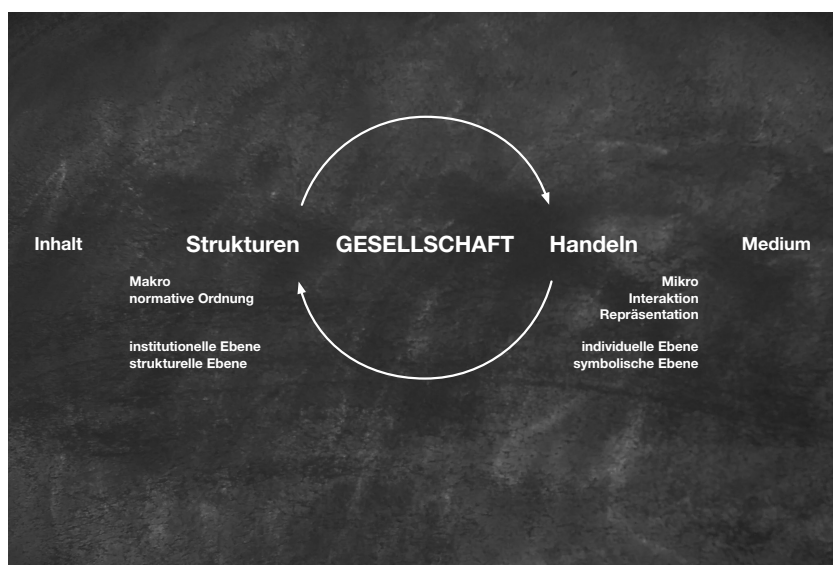 Inhalt Strukturen GESELLSCHAFT Handeln Medium
Makro
normative Ordnung
institutionelle Ebene
strukturelle Ebene
Mikro
Interaktion
Repräsentation
individuelle Ebene
symbolische Ebene